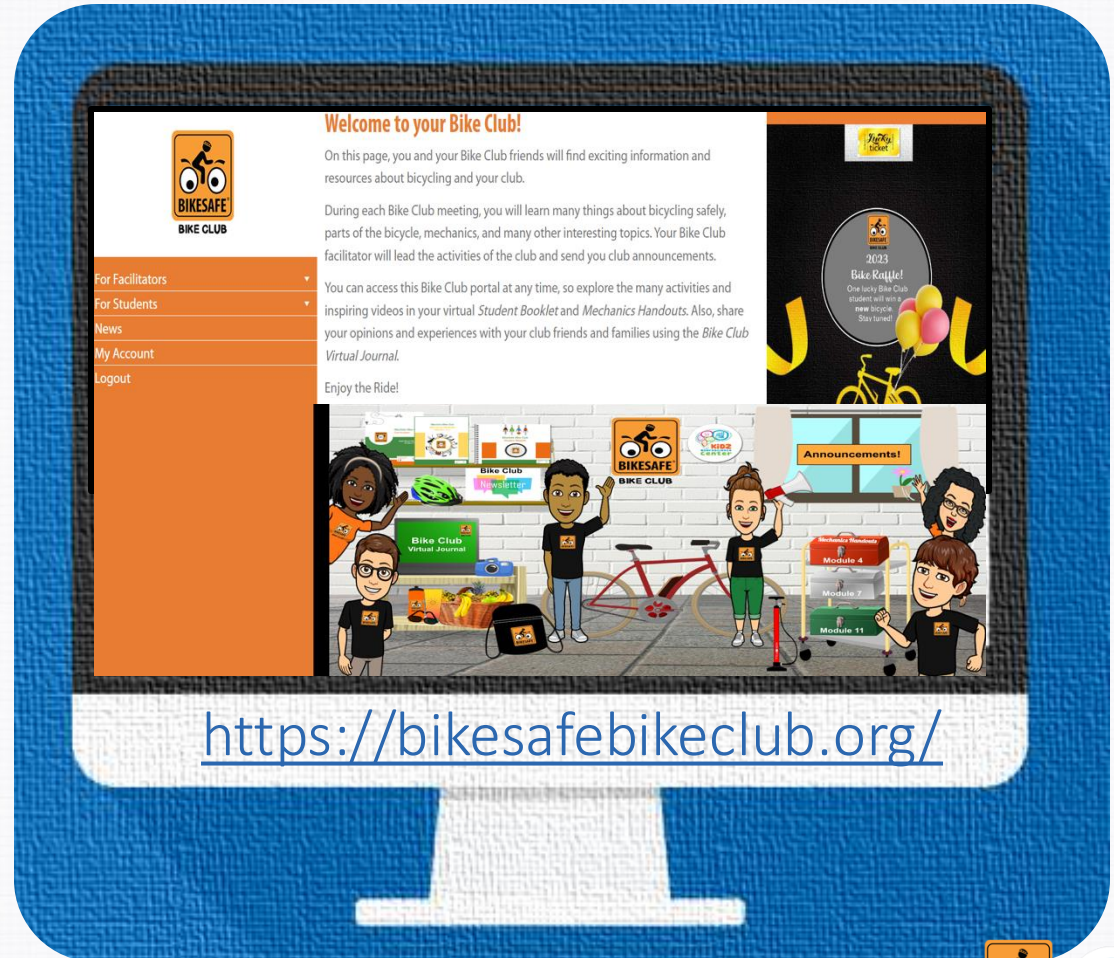 BIKESAFE
BIKE CLUB
For Facilitators
For Students
News
My Account
Logout
Welcome to your Bike Club!
On this page, you and your Bike Club friends will find exciting information and
resources about bicycling and your club.
During each Bike Club meeting, you will learn many things about bicycling safely,
parts of the bicycle, mechanics, and many other interesting topics. Your Bike Club
facilitator will lead the activities of the club and send you club announcements.
You can access this Bike Club portal at any time, so explore the many activities and
inspiring videos in your virtual Student Booklet and Mechanics Handouts. Also, share
your opinions and experiences with your club friends and families using the Bike Club
Virtual Journal.
Enjoy the Ride!
Lucky
ticket
BIKESAFE
BIKE CLUB
2023
Bike Raffle!
One lucky Bike Club
student will win a
new bicycle.
Stay tuned!
Bike Club
Newsletter
Bike Club
Virtual Journal
BIKESAFE
BIKE CLUB
KiDZ
center
Announcements!
Mechanics Handouts
Module 4
Module 7
Module 11
BIKESAFE
https://bikesafebikeclub.org/